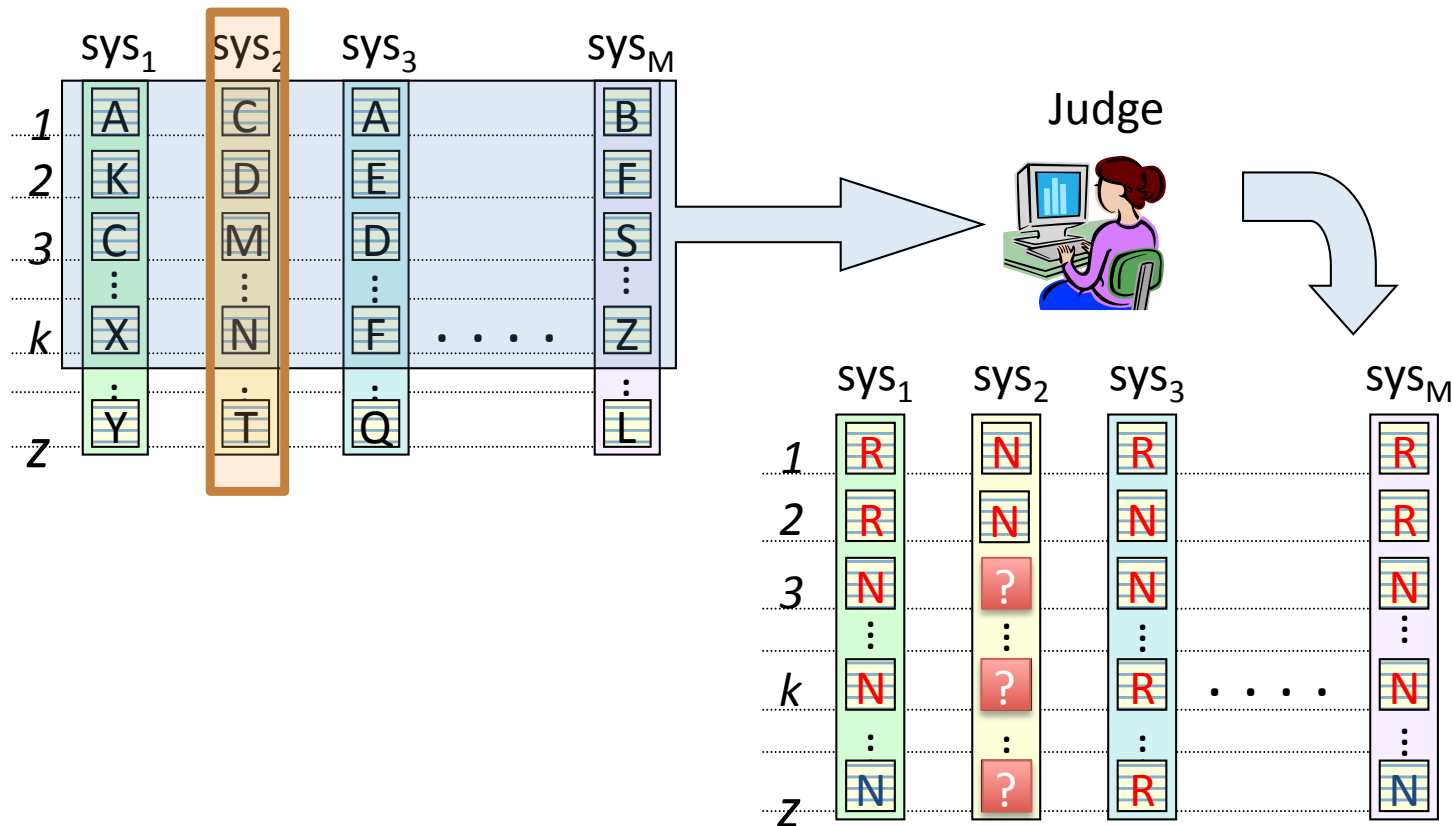 sys1 sys2 sys3 sysM
1 A C A B
2 K D E F
3 C M D S
k X N F . . . . Z
z Y T Q L
Judge
sys1 sys2 sys3 sysM
1 R N R R
2 R N N R
3 N ? N N
k N ? R . . . . N
z N ? R N